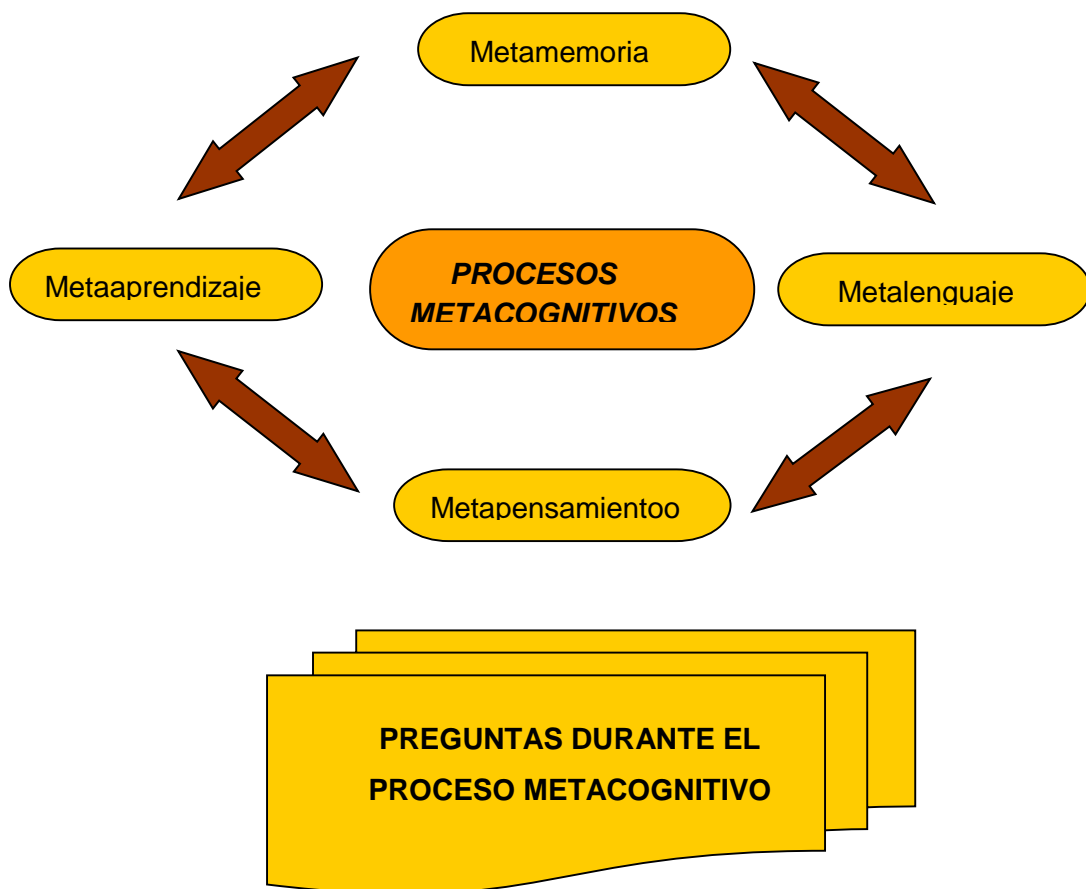 Metamemoria
Metaaprendizaje
PROCESOS
METACOGNITIVOS
Metalenguaje
Metapensamientoo
PREGUNTAS DURANTE EL
PROCESO METACOGNITIVO